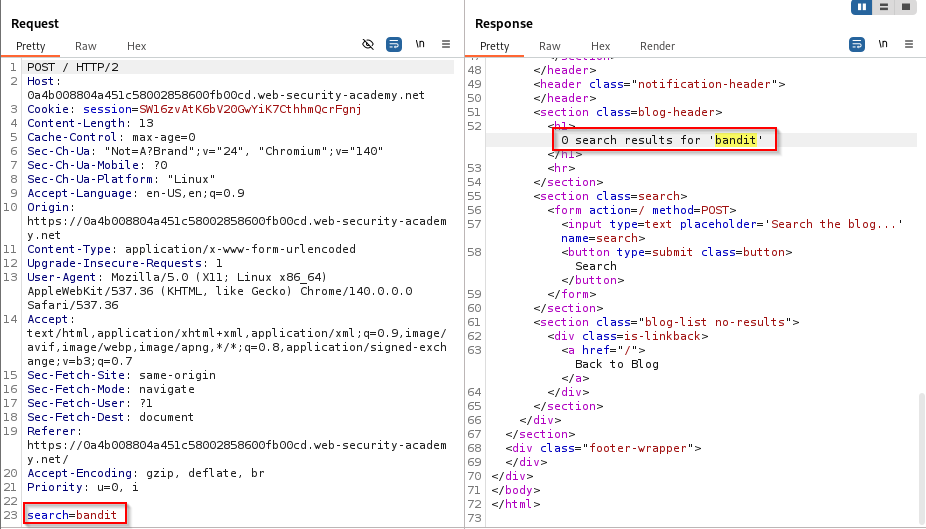 Request
Pretty Raw Hex \n
1 POST / HTTP/2
2 Host:
0a4b008804a451c58002858600fb00cd.web-security-academy.net
3 Cookie: session=SW16zvAtK6bV20GwYiK7CthhmQcrFgnj
4 Content-Length: 13
5 Cache-Control: max-age=0
6 Sec-Ch-Ua: "Not=A?Brand";v="24", "Chromium";v="140"
7 Sec-Ch-Ua-Mobile: ?0
8 Sec-Ch-Ua-Platform: "Linux"
9 Accept-Language: en-US,en;q=0.9
10 Origin:
https://0a4b008804a451c58002858600fb00cd.web-security-academ
y.net
11 Content-Type: application/x-www-form-urlencoded
12 Upgrade-Insecure-Requests: 1
13 User-Agent: Mozilla/5.0 (X11; Linux x86_64)
AppleWebKit/537.36 (KHTML, like Gecko) Chrome/140.0.0.0
Safari/537.36
14 Accept:
text/html,application/xhtml+xml,application/xml;q=0.9,image/
avif,image/webp,image/apng,*/*;q=0.8,application/signed-exch
ange;v=b3;q=0.7
15 Sec-Fetch-Site: same-origin
16 Sec-Fetch-Mode: navigate
17 Sec-Fetch-User: ?1
18 Sec-Fetch-Dest: document
19 Referer:
https://0a4b008804a451c58002858600fb00cd.web-security-academ
y.net/
20 Accept-Encoding: gzip, deflate, br
21 Priority: u=0, i
22
23 search=bandit
Response
Pretty Raw Hex Render \n
47 </section>
48 </header>
49 <header class="notification-header">
50 </header>
51 <section class=blog-header>
52 <h1>
0 search results for 'bandit'
</h1>
53 <hr>
54 </section>
55 <section class=search>
56 <form action=/ method=POST>
57 <input type=text placeholder='Search the blog...'
name=search>
58 <button type=submit class=button>
Search
</button>
59 </form>
60 </section>
61 <section class="blog-list no-results">
62 <div class=is-linkback>
63 <a href="/">
Back to Blog
</a>
64 </div>
65 </section>
66 </div>
67 </section>
68 <div class="footer-wrapper">
69 </div>
70 </div>
71 </body>
72 </html>
73